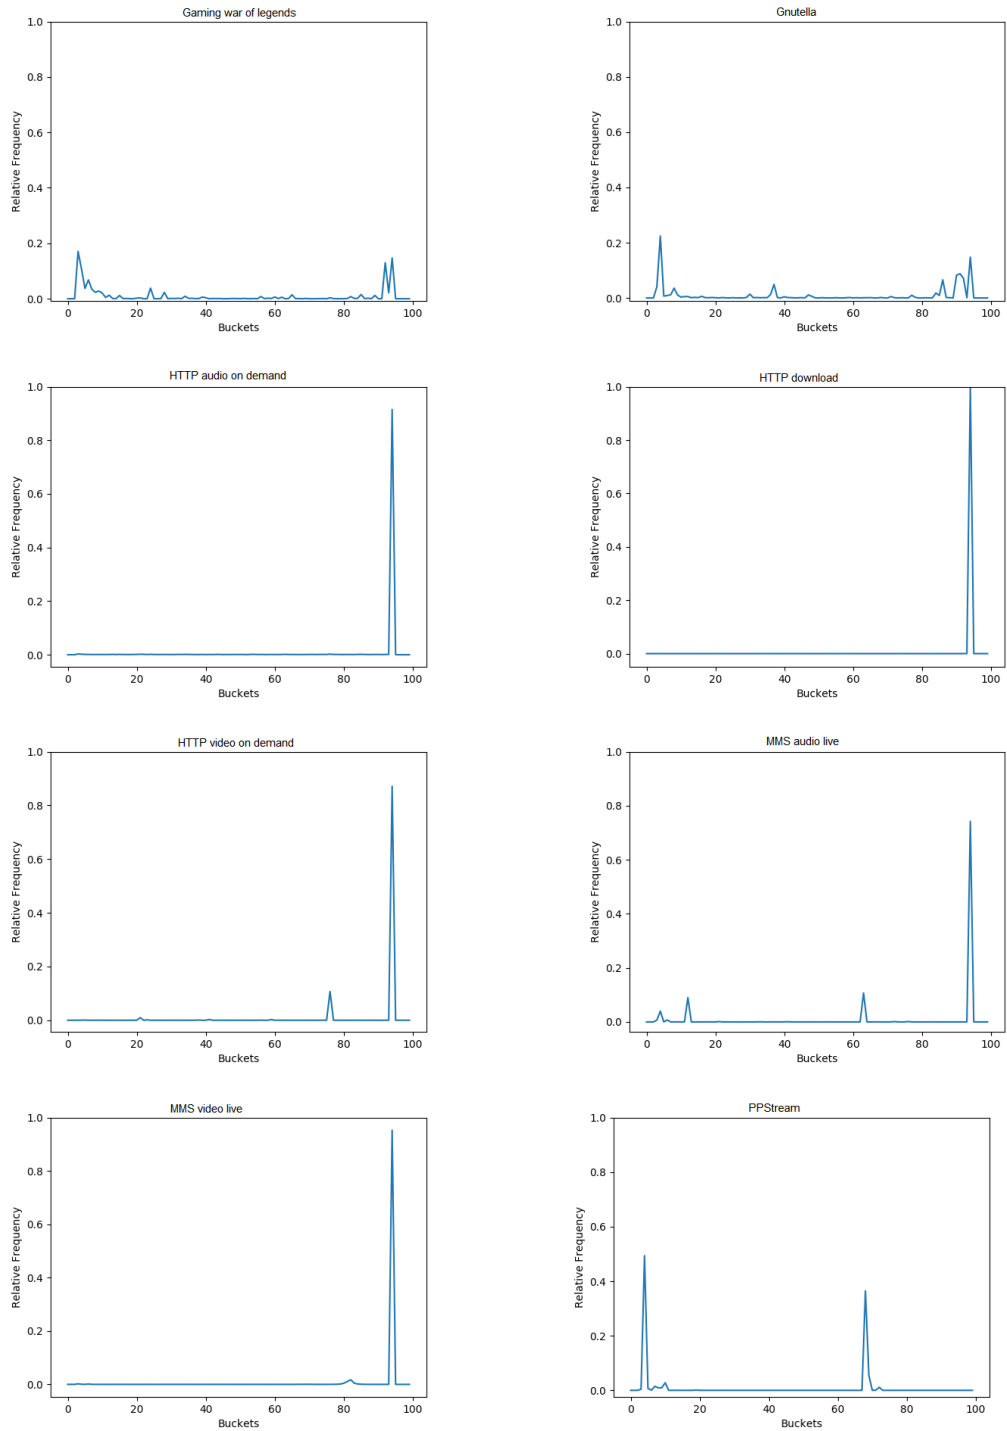 Gaming war of legends
1.0
0.8
0.6
0.4
0.2
0.0
Relative Frequency
0 20 40 60 80 100
Buckets
Gnutella
1.0
0.8
0.6
0.4
0.2
0.0
Relative Frequency
0 20 40 60 80 100
Buckets
HTTP audio on demand
1.0
0.8
0.6
0.4
0.2
0.0
Relative Frequency
0 20 40 60 80 100
Buckets
HTTP download
1.0
0.8
0.6
0.4
0.2
0.0
Relative Frequency
0 20 40 60 80 100
Buckets
HTTP video on demand
1.0
0.8
0.6
0.4
0.2
0.0
Relative Frequency
0 20 40 60 80 100
Buckets
MMS audio live
1.0
0.8
0.6
0.4
0.2
0.0
Relative Frequency
0 20 40 60 80 100
Buckets
MMS video live
1.0
0.8
0.6
0.4
0.2
0.0
Relative Frequency
0 20 40 60 80 100
Buckets
PPStream
1.0
0.8
0.6
0.4
0.2
0.0
Relative Frequency
0 20 40 60 80 100
Buckets